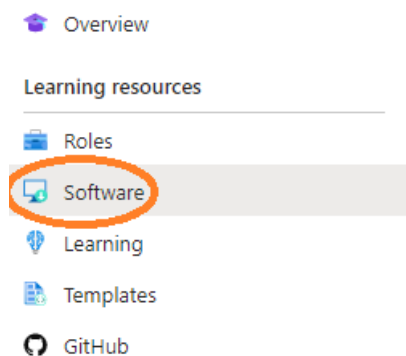 Overview
Learning resources
Roles
Software
Learning
Templates
GitHub